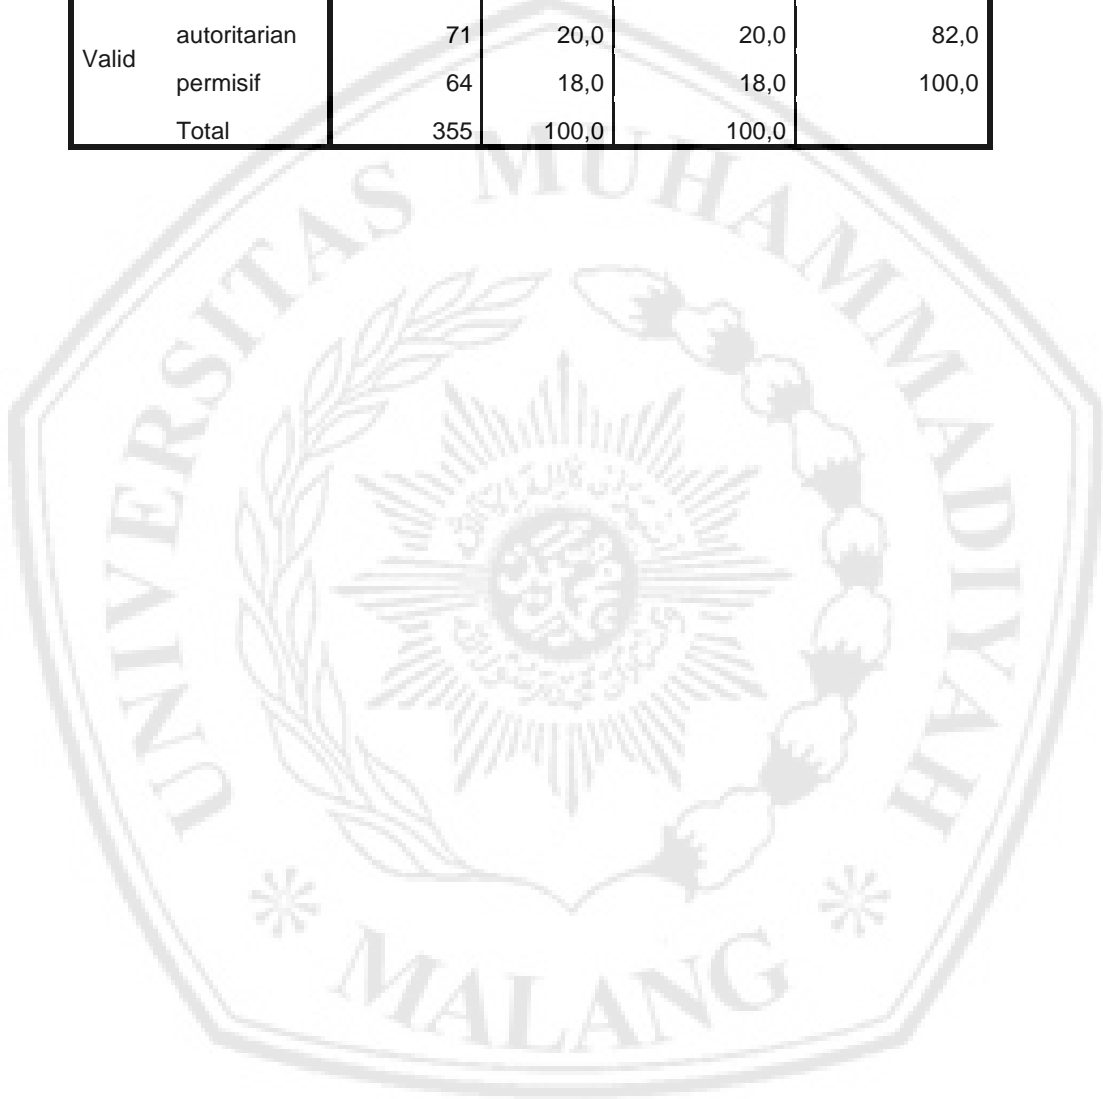 autoritarian 71 20,0 20,0 82,0
Valid
permisif 64 18,0 18,0 100,0
Total 355 100,0 100,0
UNIVERSITAS MUHAMMADIYAH
MALANG